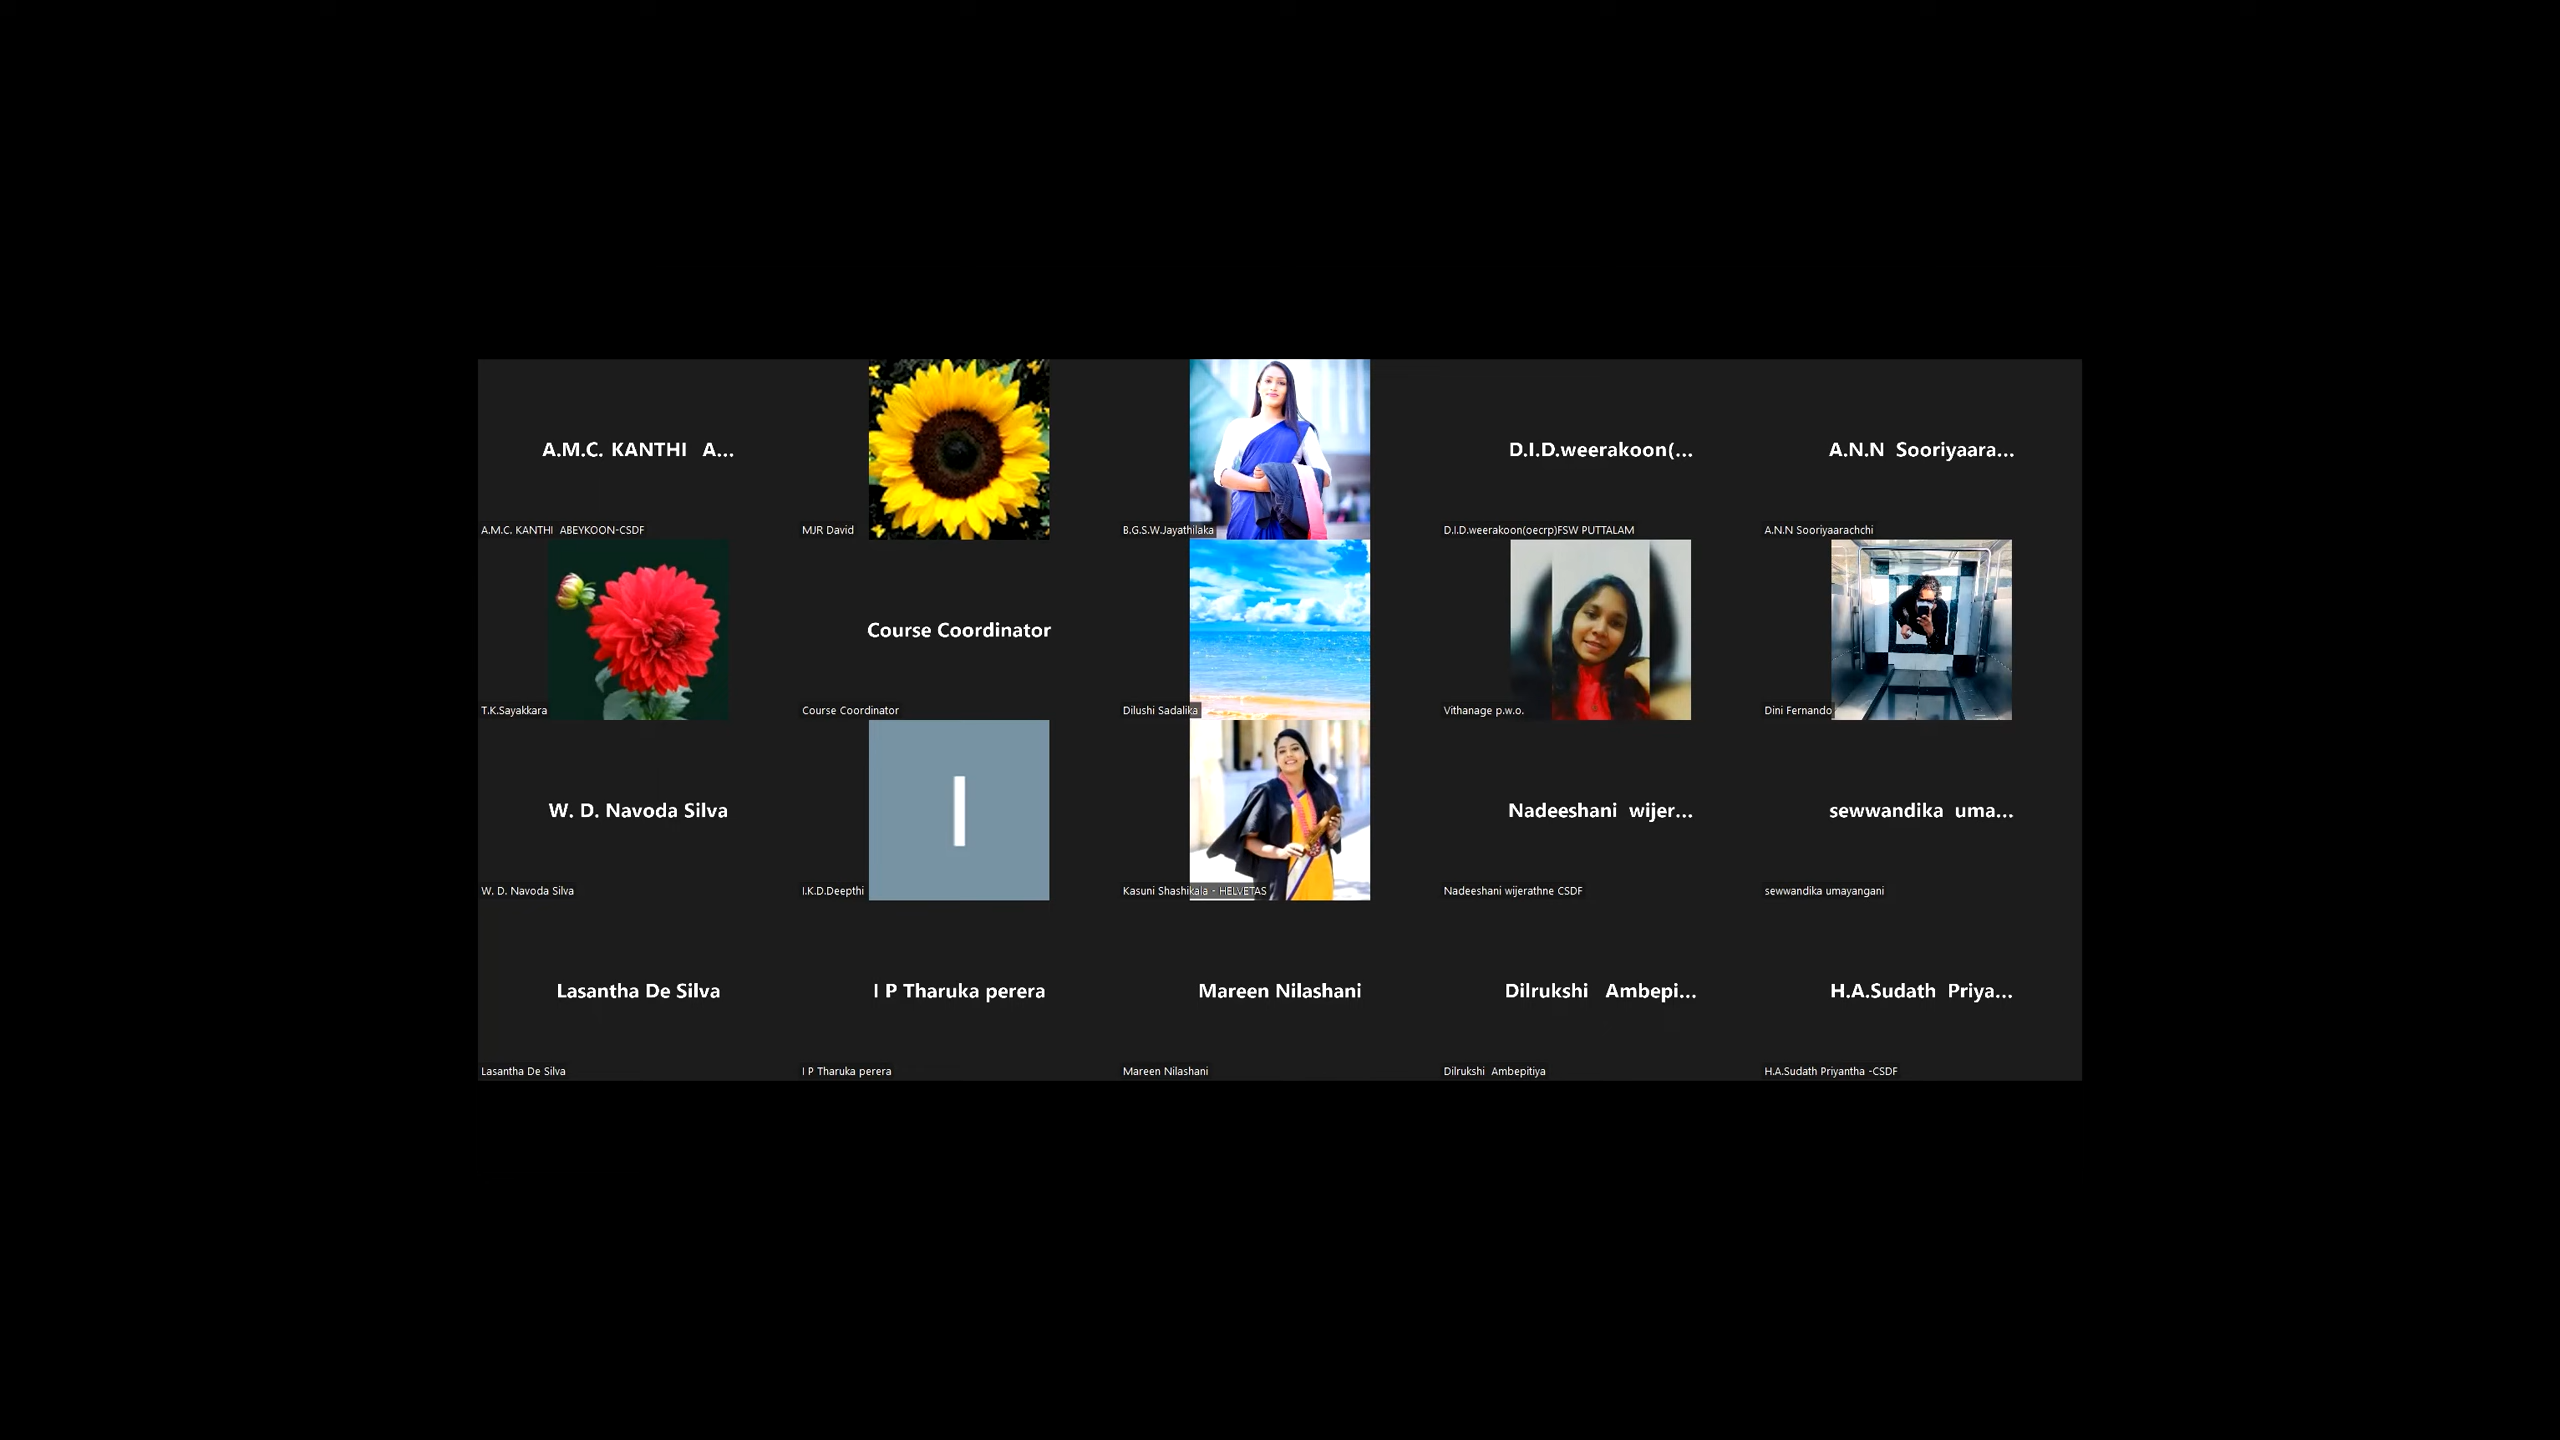 A.M.C. KANTHI A...
A.M.C. KANTHI ABEYKOON-CSDF
MJR David
B.G.S.W.Jayathilaka
D.I.D.weerakoon(...
D.I.D.weerakoon(oecrp)FSW PUTTALAM
A.N.N Sooriyaara...
A.N.N Sooriyaarachchi
T.K.Sayakkara
Course Coordinator
Course Coordinator
Dilushi Sadalika
Vithanage p.w.o.
Dini Fernando
W. D. Navoda Silva
W. D. Navoda Silva
I
I.K.D.Deepthi
Kasuni Shashikala - HELVETAS
Nadeeshani wijer...
Nadeeshani wijerathne CSDF
sewwandika uma...
sewwandika umayangani
Lasantha De Silva
Lasantha De Silva
I P Tharuka perera
I P Tharuka perera
Mareen Nilashani
Mareen Nilashani
Dilrukshi Ambepi...
Dilrukshi Ambepitiya
H.A.Sudath Priya...
H.A.Sudath Priyantha -CSDF